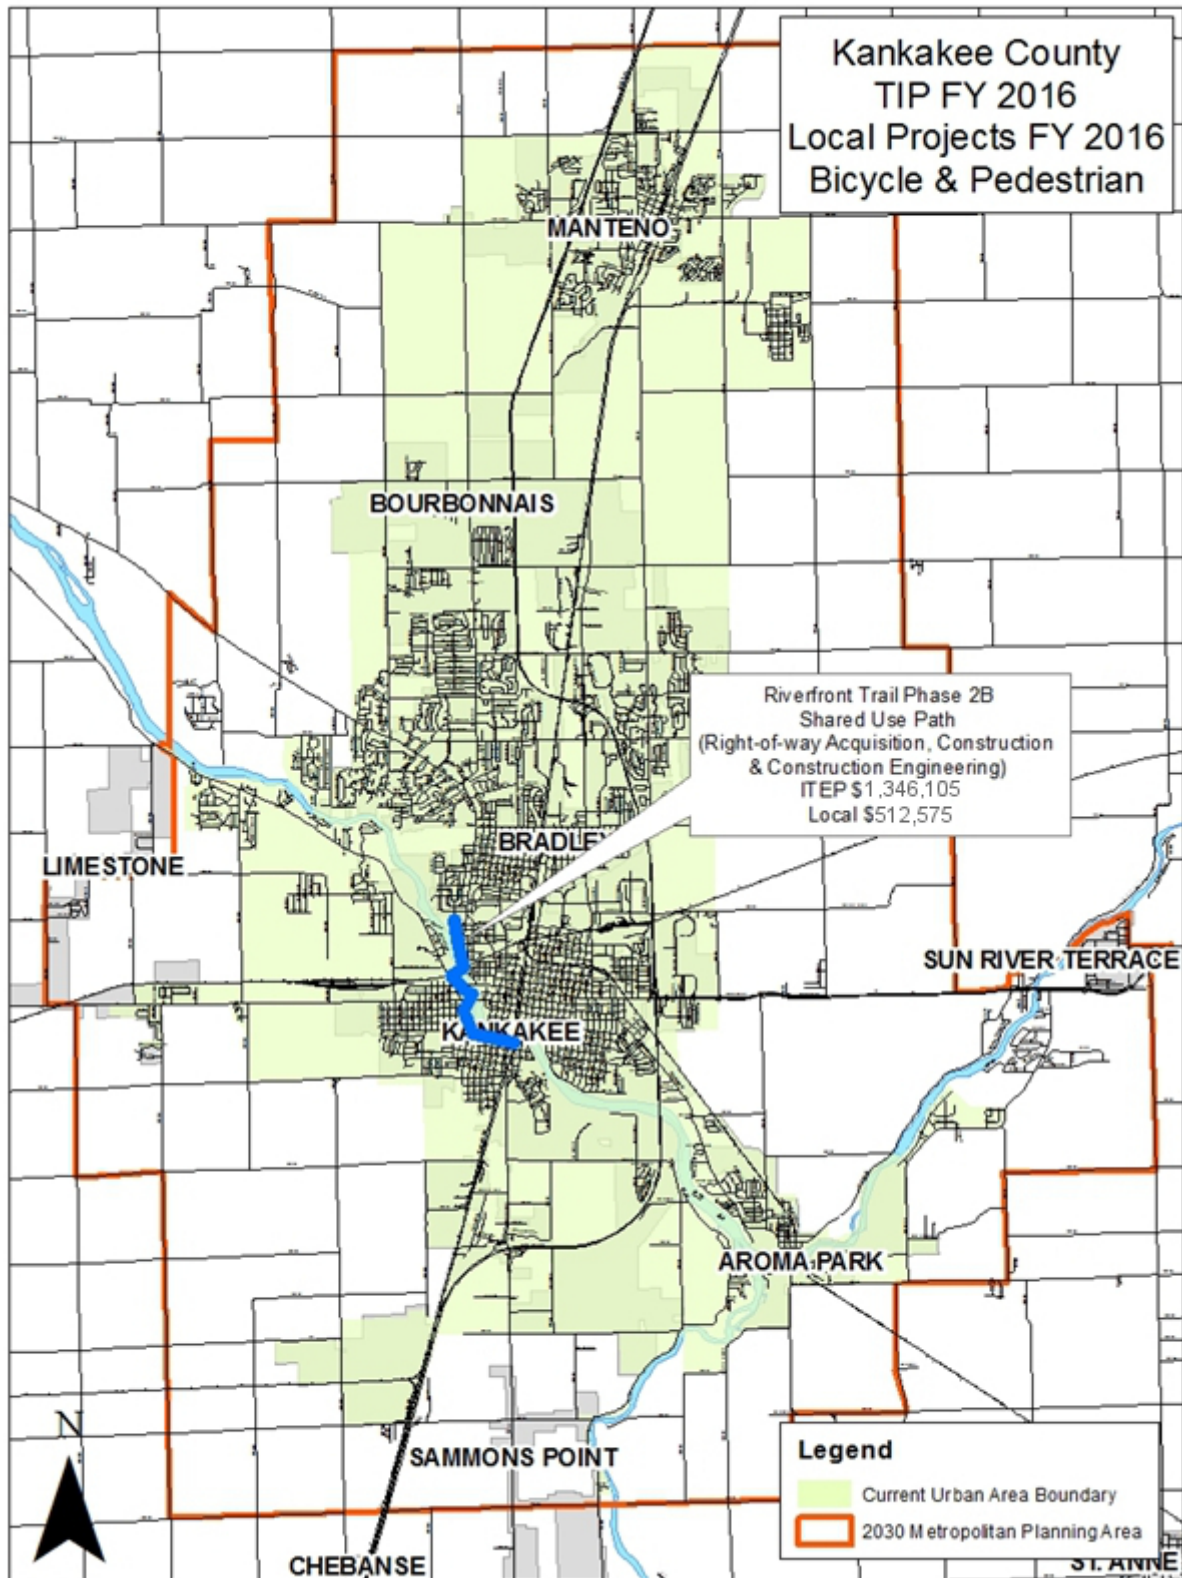 Kankakee County
TIP FY 2016
Local Projects FY 2016
Bicycle & Pedestrian
MANTENO
BOURBONNAIS
Riverfront Trail Phase 2B
Shared Use Path
(Right-of-way Acquisition, Construction
& Construction Engineering)
ITEP $1,346,105
Local $512,575
BRADLEY
LIMESTONE
SUN RIVER TERRACE
KANKAKEE
AROMA PARK
N
SAMMONS POINT
Legend
Current Urban Area Boundary
2030 Metropolitan Planning Area
CHEBANSE
ST. ANNE